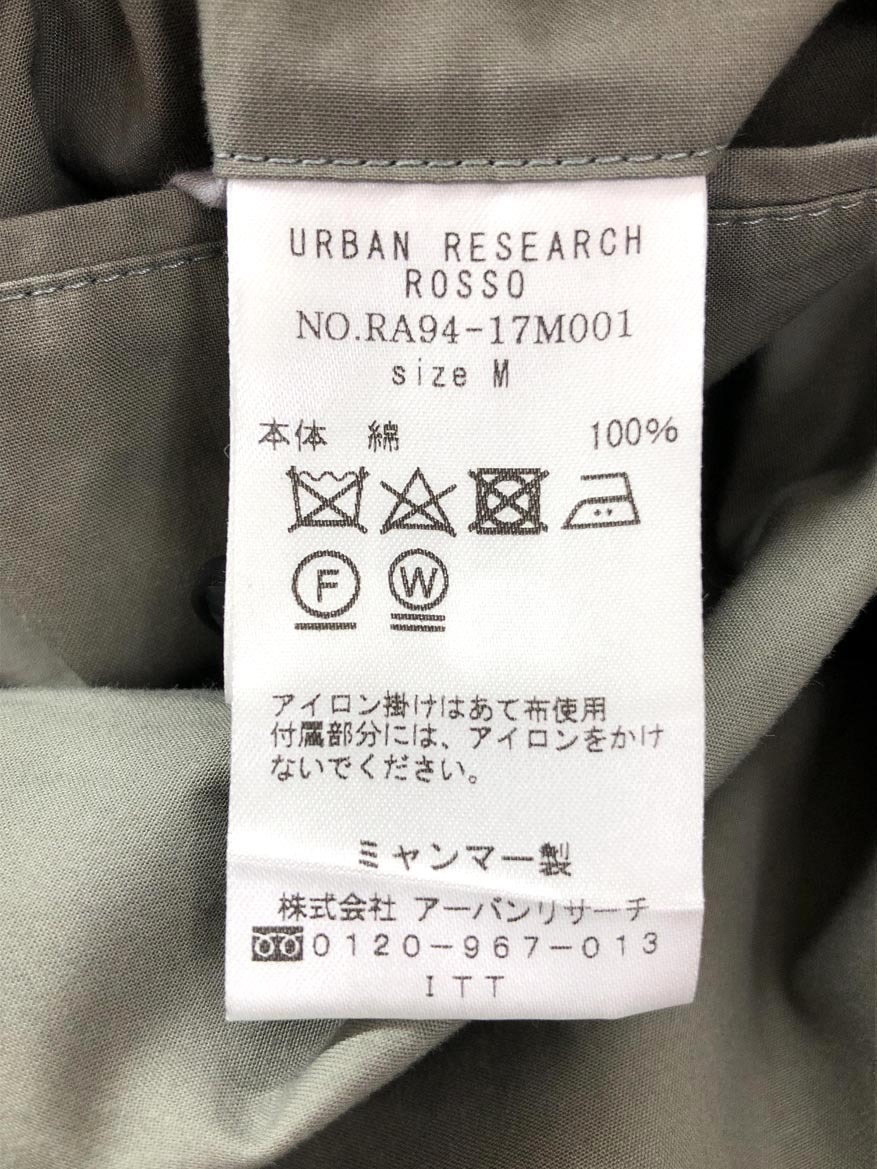 URBAN RESEARCH
ROSSO
NO.RA94-17M001
size M
本体 綿 100%
F W
アイロン掛けはあて布使用
付属部分には、アイロンをかけ
ないでください。
ミャンマー製
株式会社 アーバンリサーチ
0120-967-013
ITT